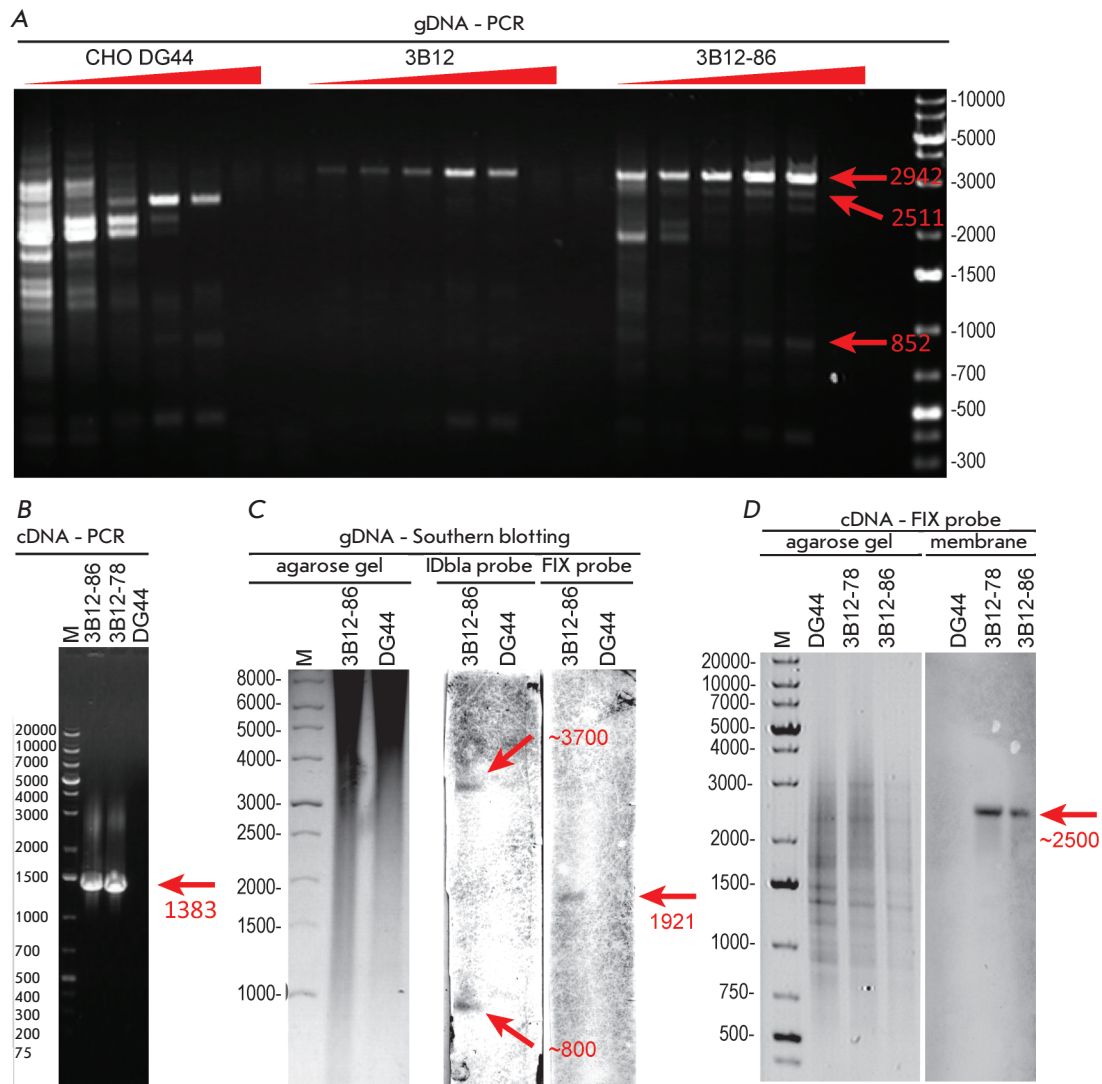 A
gDNA - PCR
CHO DG44 3B12 3B12-86
-10000
-5000
2942
-3000
2511
-2000
-1500
-1000
852
-700
-500
-300
B
cDNA - PCR
M
3B12-86
3B12-78
DG44
20000
10000
7000
5000
4000
3000
2000
1500
1383
1000
700
500
400
300
200
75
C
gDNA - Southern blotting
agarose gel IDbla probe FIX probe
M
3B12-86
DG44
3B12-86
DG44
3B12-86
DG44
8000-
6000-
5000-
~3700
4000-
3000-
2500-
2000-
1921
1500-
1000-
~800
D
cDNA - FIX probe
agarose gel membrane
M
DG44
3B12-78
3B12-86
DG44
3B12-78
3B12-86
20000-
10000-
7000-
5000-
4000-
3000-
~2500
2000-
1500-
1000-
750-
500-